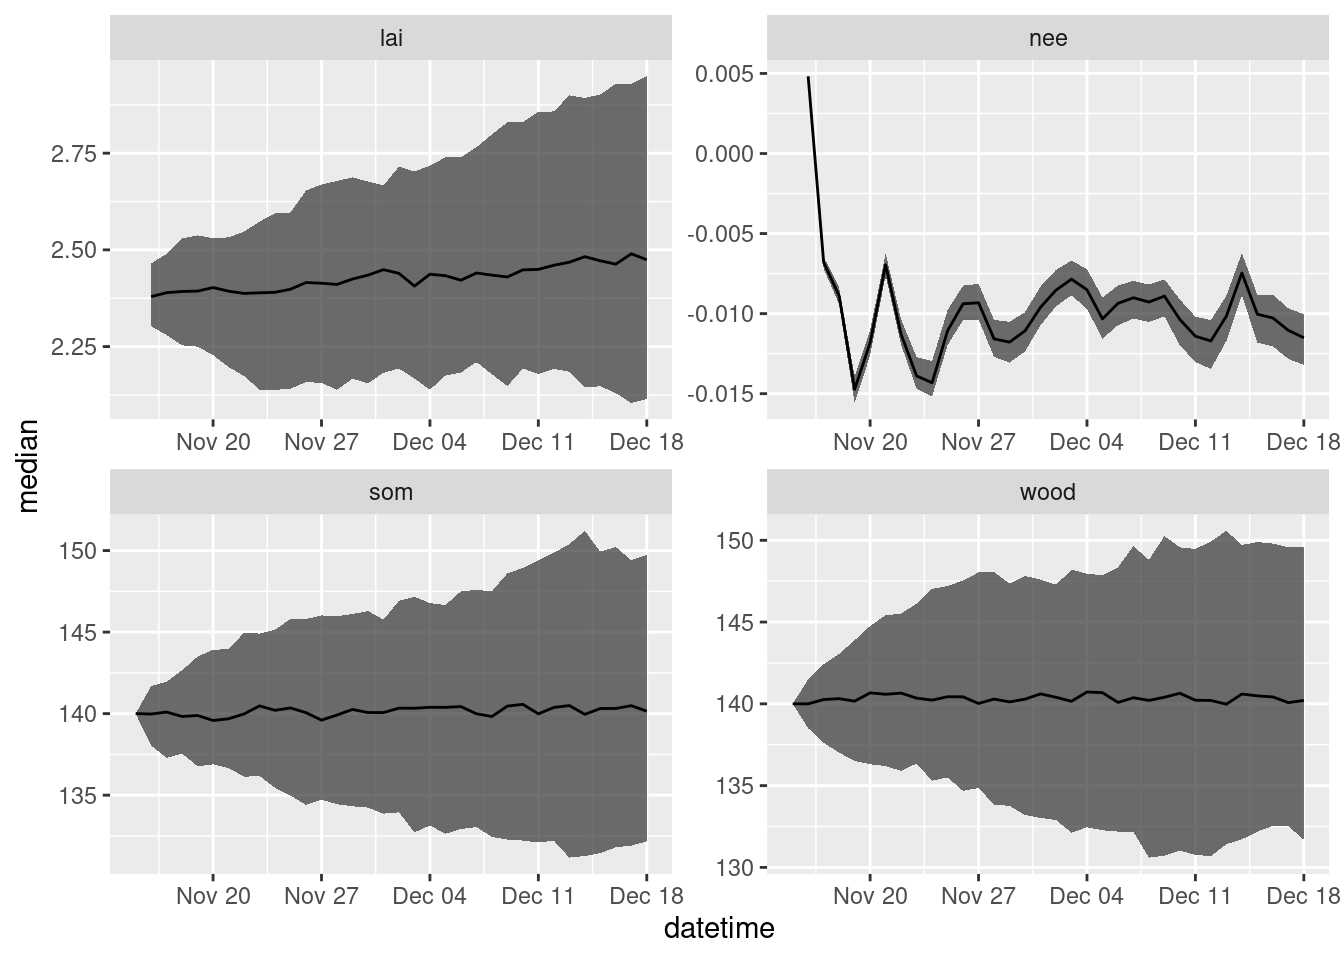 lai
nee
2.75
2.50
2.25
0.005
0.000
-0.005
-0.010
-0.015
Nov 20 Nov 27 Dec 04 Dec 11 Dec 18
Nov 20 Nov 27 Dec 04 Dec 11 Dec 18
median
som
wood
150
145
140
135
150
145
140
135
130
Nov 20 Nov 27 Dec 04 Dec 11 Dec 18
Nov 20 Nov 27 Dec 04 Dec 11 Dec 18
datetime